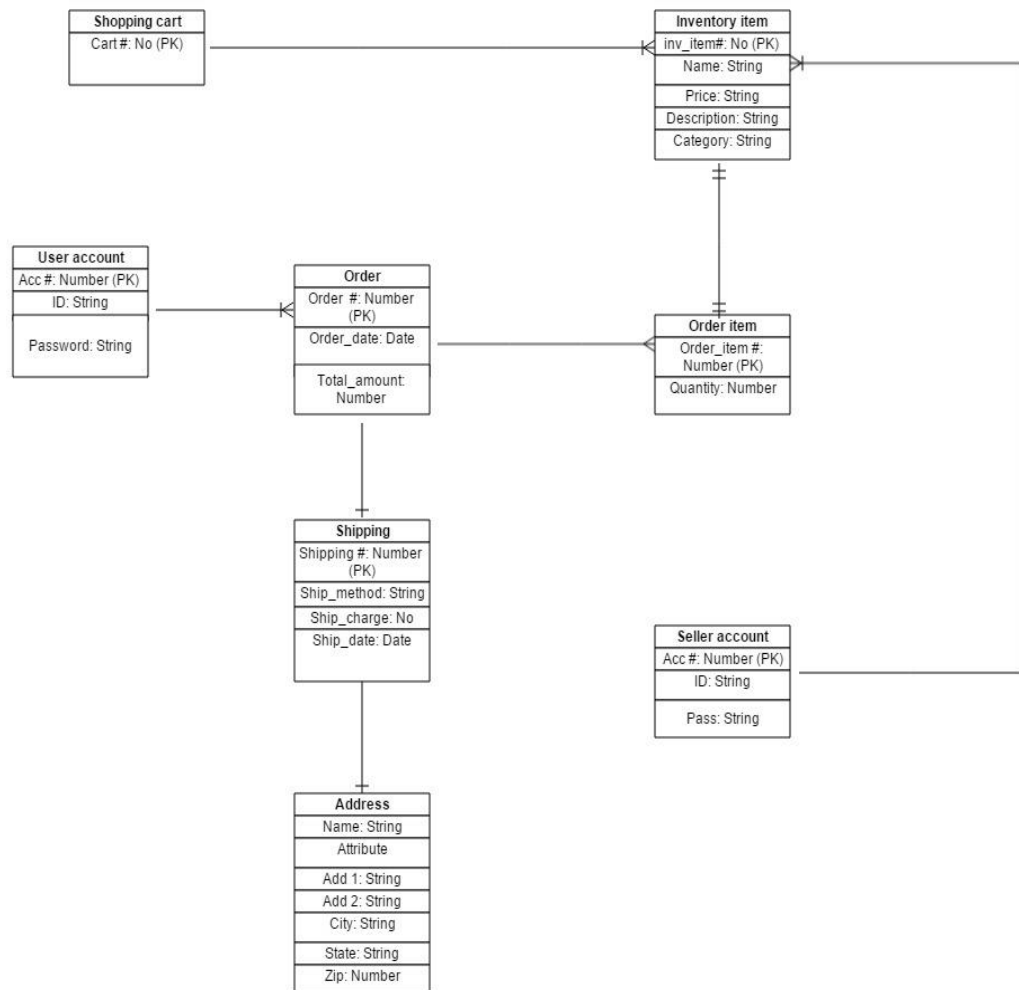 Shopping cart
Cart #: No (PK)
Inventory item
inv_item#: No (PK)
Name: String
Price: String
Description: String
Category: String
User account
Acc #: Number (PK)
ID: String
Password: String
Order
Order #: Number
(PK)
Order_date: Date
Total_amount:
Number
Order item
Order_item #:
Number (PK)
Quantity: Number
Shipping
Shipping #: Number
(PK)
Ship_method: String
Ship_charge: No
Ship_date: Date
Seller account
Acc #: Number (PK)
ID: String
Pass: String
Address
Name: String
Attribute
Add 1: String
Add 2: String
City: String
State: String
Zip: Number